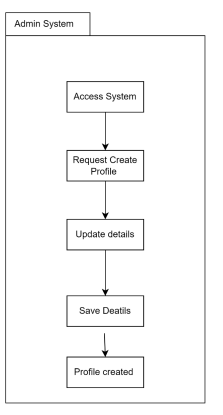 Admin System
Access System
Request Create
Profile
Update details
Save Deatils
Profile created